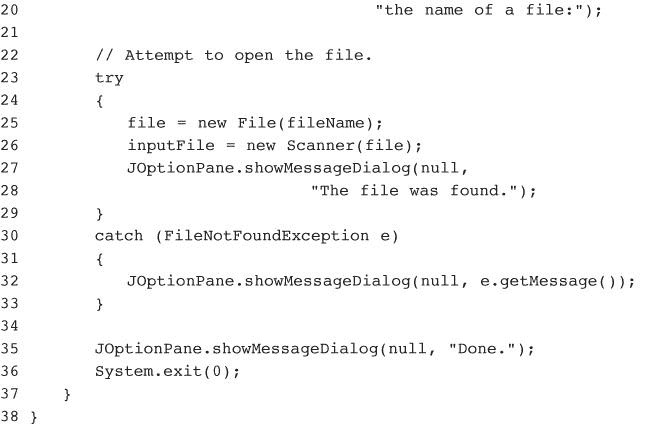 20                                 "the name of a file:");
21
22        // Attempt to open the file.
23        try
24        {
25           file = new File(fileName);
26           inputFile = new Scanner(file);
27           JOptionPane.showMessageDialog(null,
28                           "The file was found.");
29        }
30        catch (FileNotFoundException e)
31        {
32           JOptionPane.showMessageDialog(null, e.getMessage());
33        }
34
35        JOptionPane.showMessageDialog(null, "Done.");
36        System.exit(0);
37     }
38 }